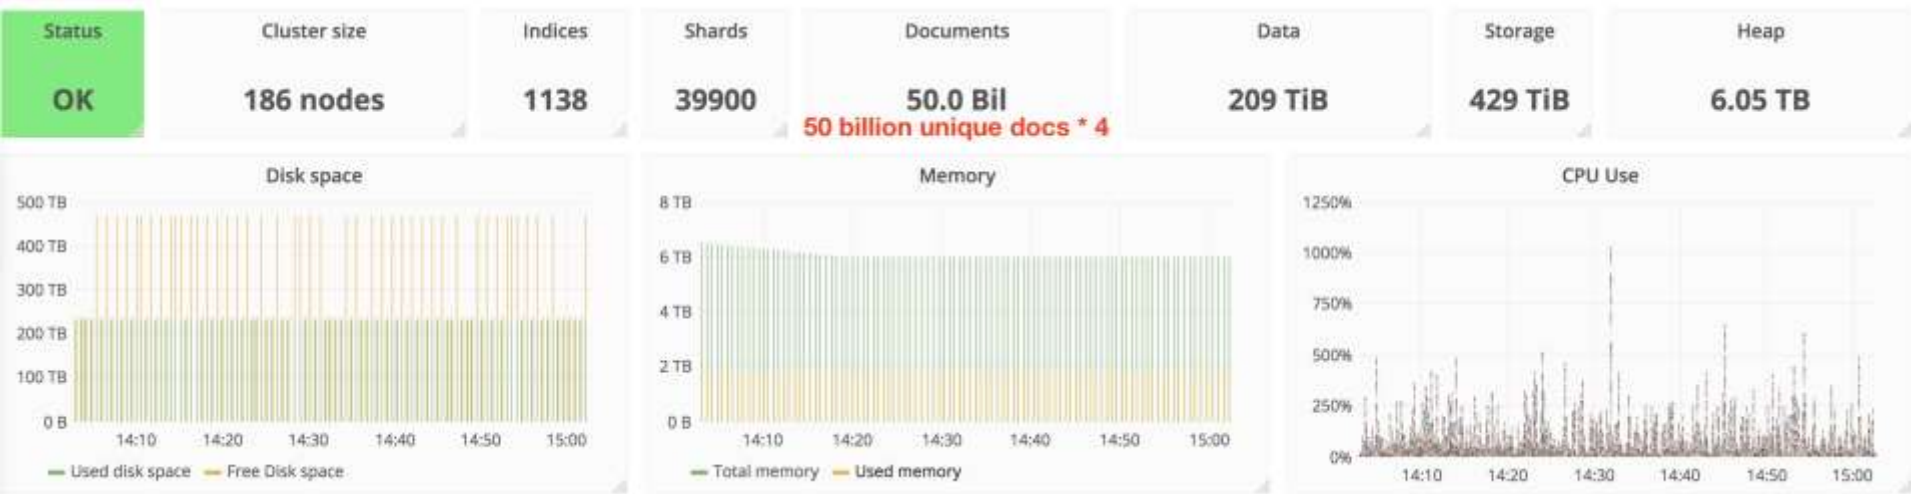 Status
OK
Cluster size
186 nodes
Indices
1138
Shards
39900
Documents
50.0 Bil
50 billion unique docs * 4
Data
209 TiB
Storage
429 TiB
Heap
6.05 TB
Disk space
500 TB
400 TB
300 TB
200 TB
100 TB
0 B
14:10 14:20 14:30 14:40 14:50 15:00
Used disk space Free Disk space
Memory
8 TB
6 TB
4 TB
2 TB
0 B
14:10 14:20 14:30 14:40 14:50 15:00
Total memory Used memory
CPU Use
1250%
1000%
750%
500%
250%
0%
14:10 14:20 14:30 14:40 14:50 15:00